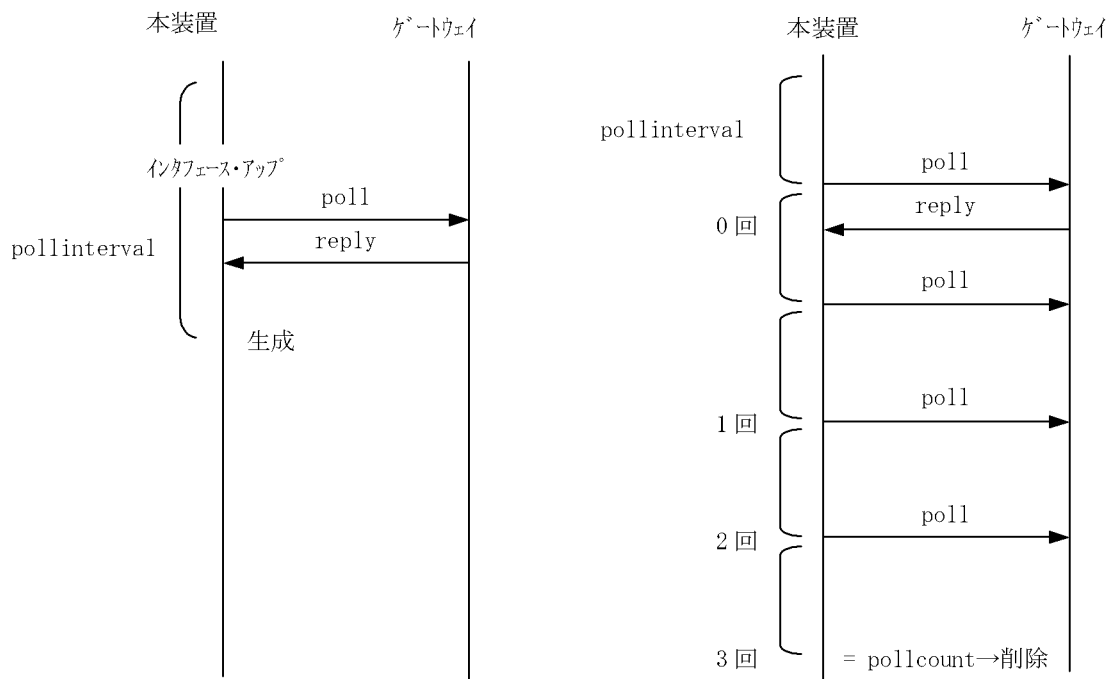 本装置
ｹﾞｰﾄｳｪｲ
ｲﾝﾀﾌｪｰｽ・ｱｯﾌﾟ
poll
reply
pollinterval
生成
本装置
ｹﾞｰﾄｳｪｲ
pollinterval
poll
reply
0回
poll
poll
1回
poll
2回
3回 = pollcount→削除